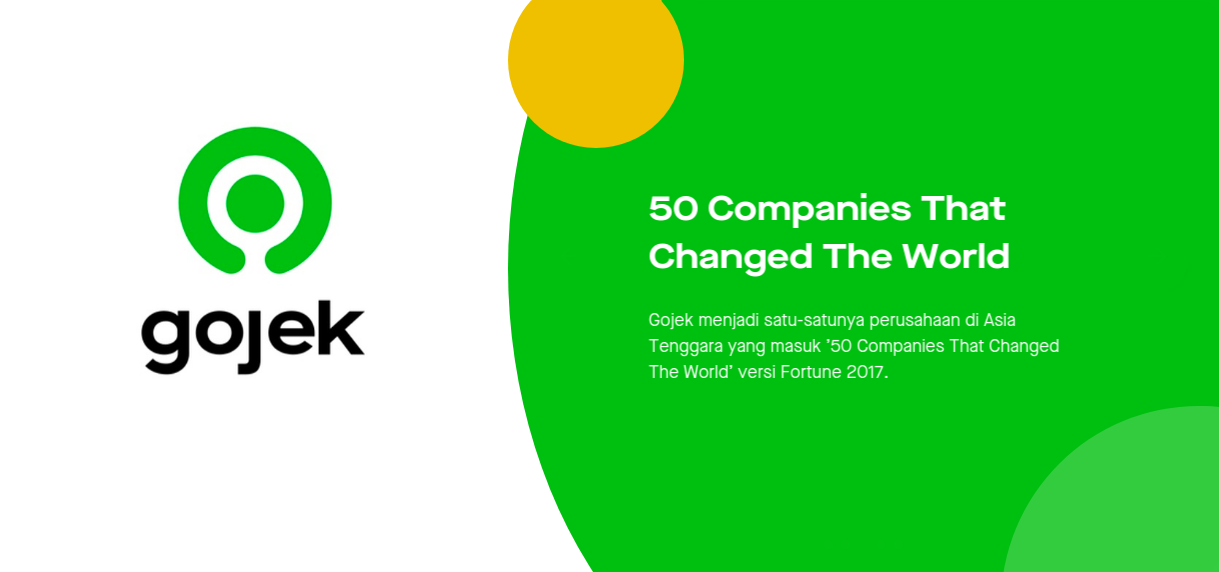 gojek
50 Companies That
Changed The World
Gojek menjadi satu-satunya perusahaan di Asia
Tenggara yang masuk '50 Companies That Changed
The World' versi Fortune 2017.